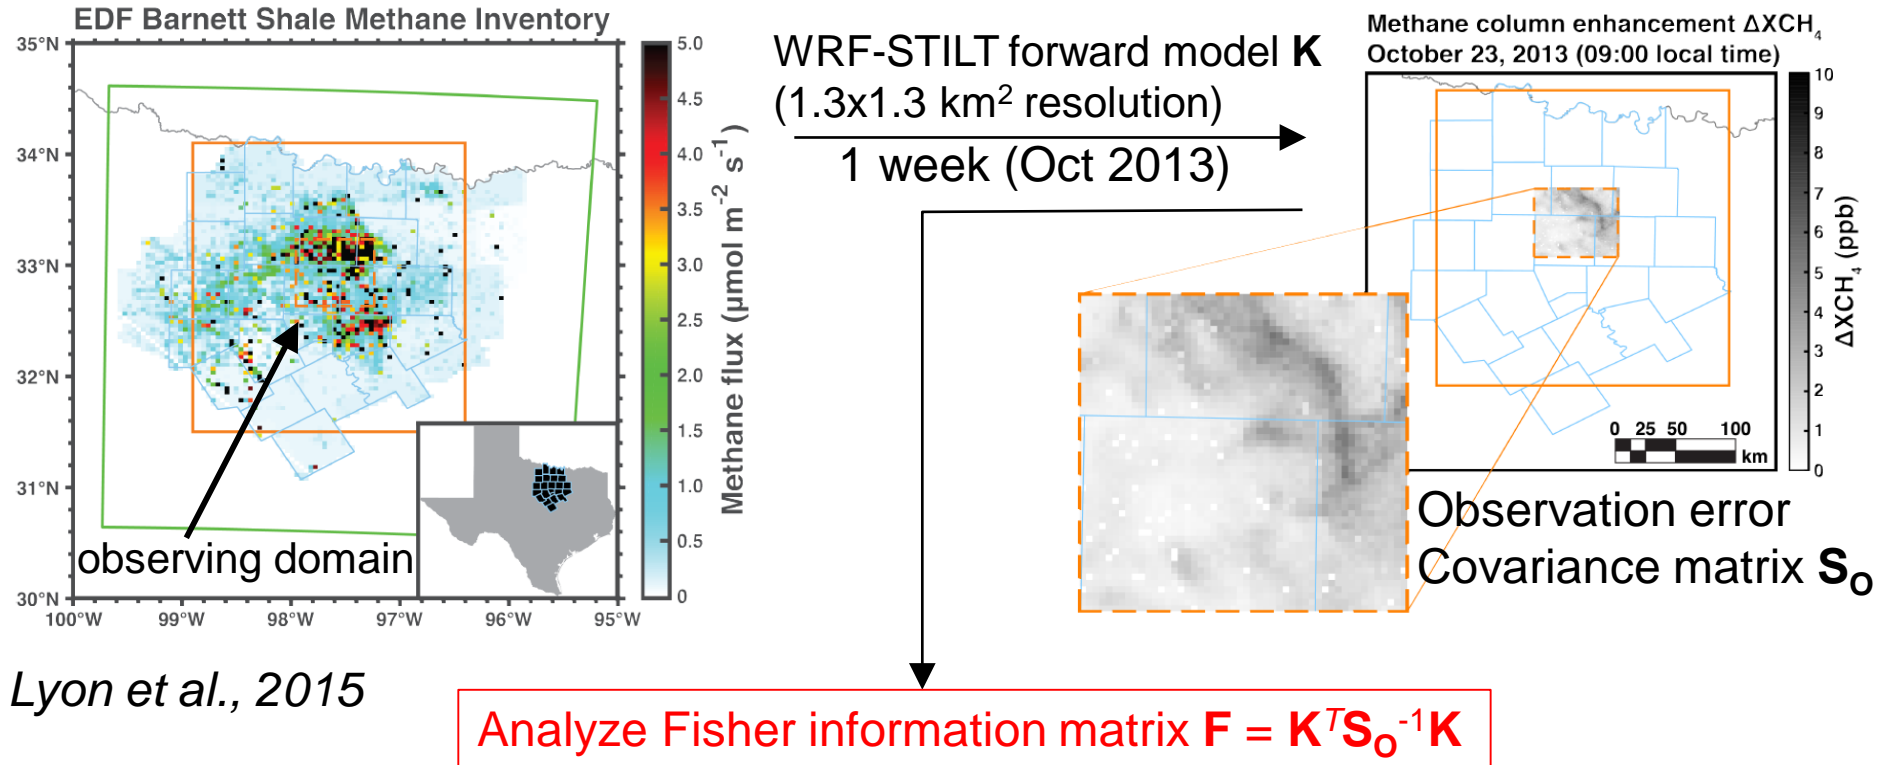 EDF Barnett Shale Methane Inventory
35°N
34°N
33°N
32°N
31°N
30°N
100°W
99°W
98°W
97°W
96°W
95°W
observing domain
5.0
4.5
4.0
3.5
3.0
2.5
2.0
1.5
1.0
0.5
0
Methane flux (μmol m⁻² s⁻¹)
WRF-STILT forward model K
(1.3x1.3 km² resolution)
1 week (Oct 2013)
Methane column enhancement ΔXCH₄
October 23, 2013 (09:00 local time)
10
9
8
7
6
5
4
3
2
1
0
ΔXCH₄ (ppb)
0 25 50 100
km
Observation error
Covariance matrix S_O
Lyon et al., 2015
Analyze Fisher information matrix F = KᵀS_O⁻¹K